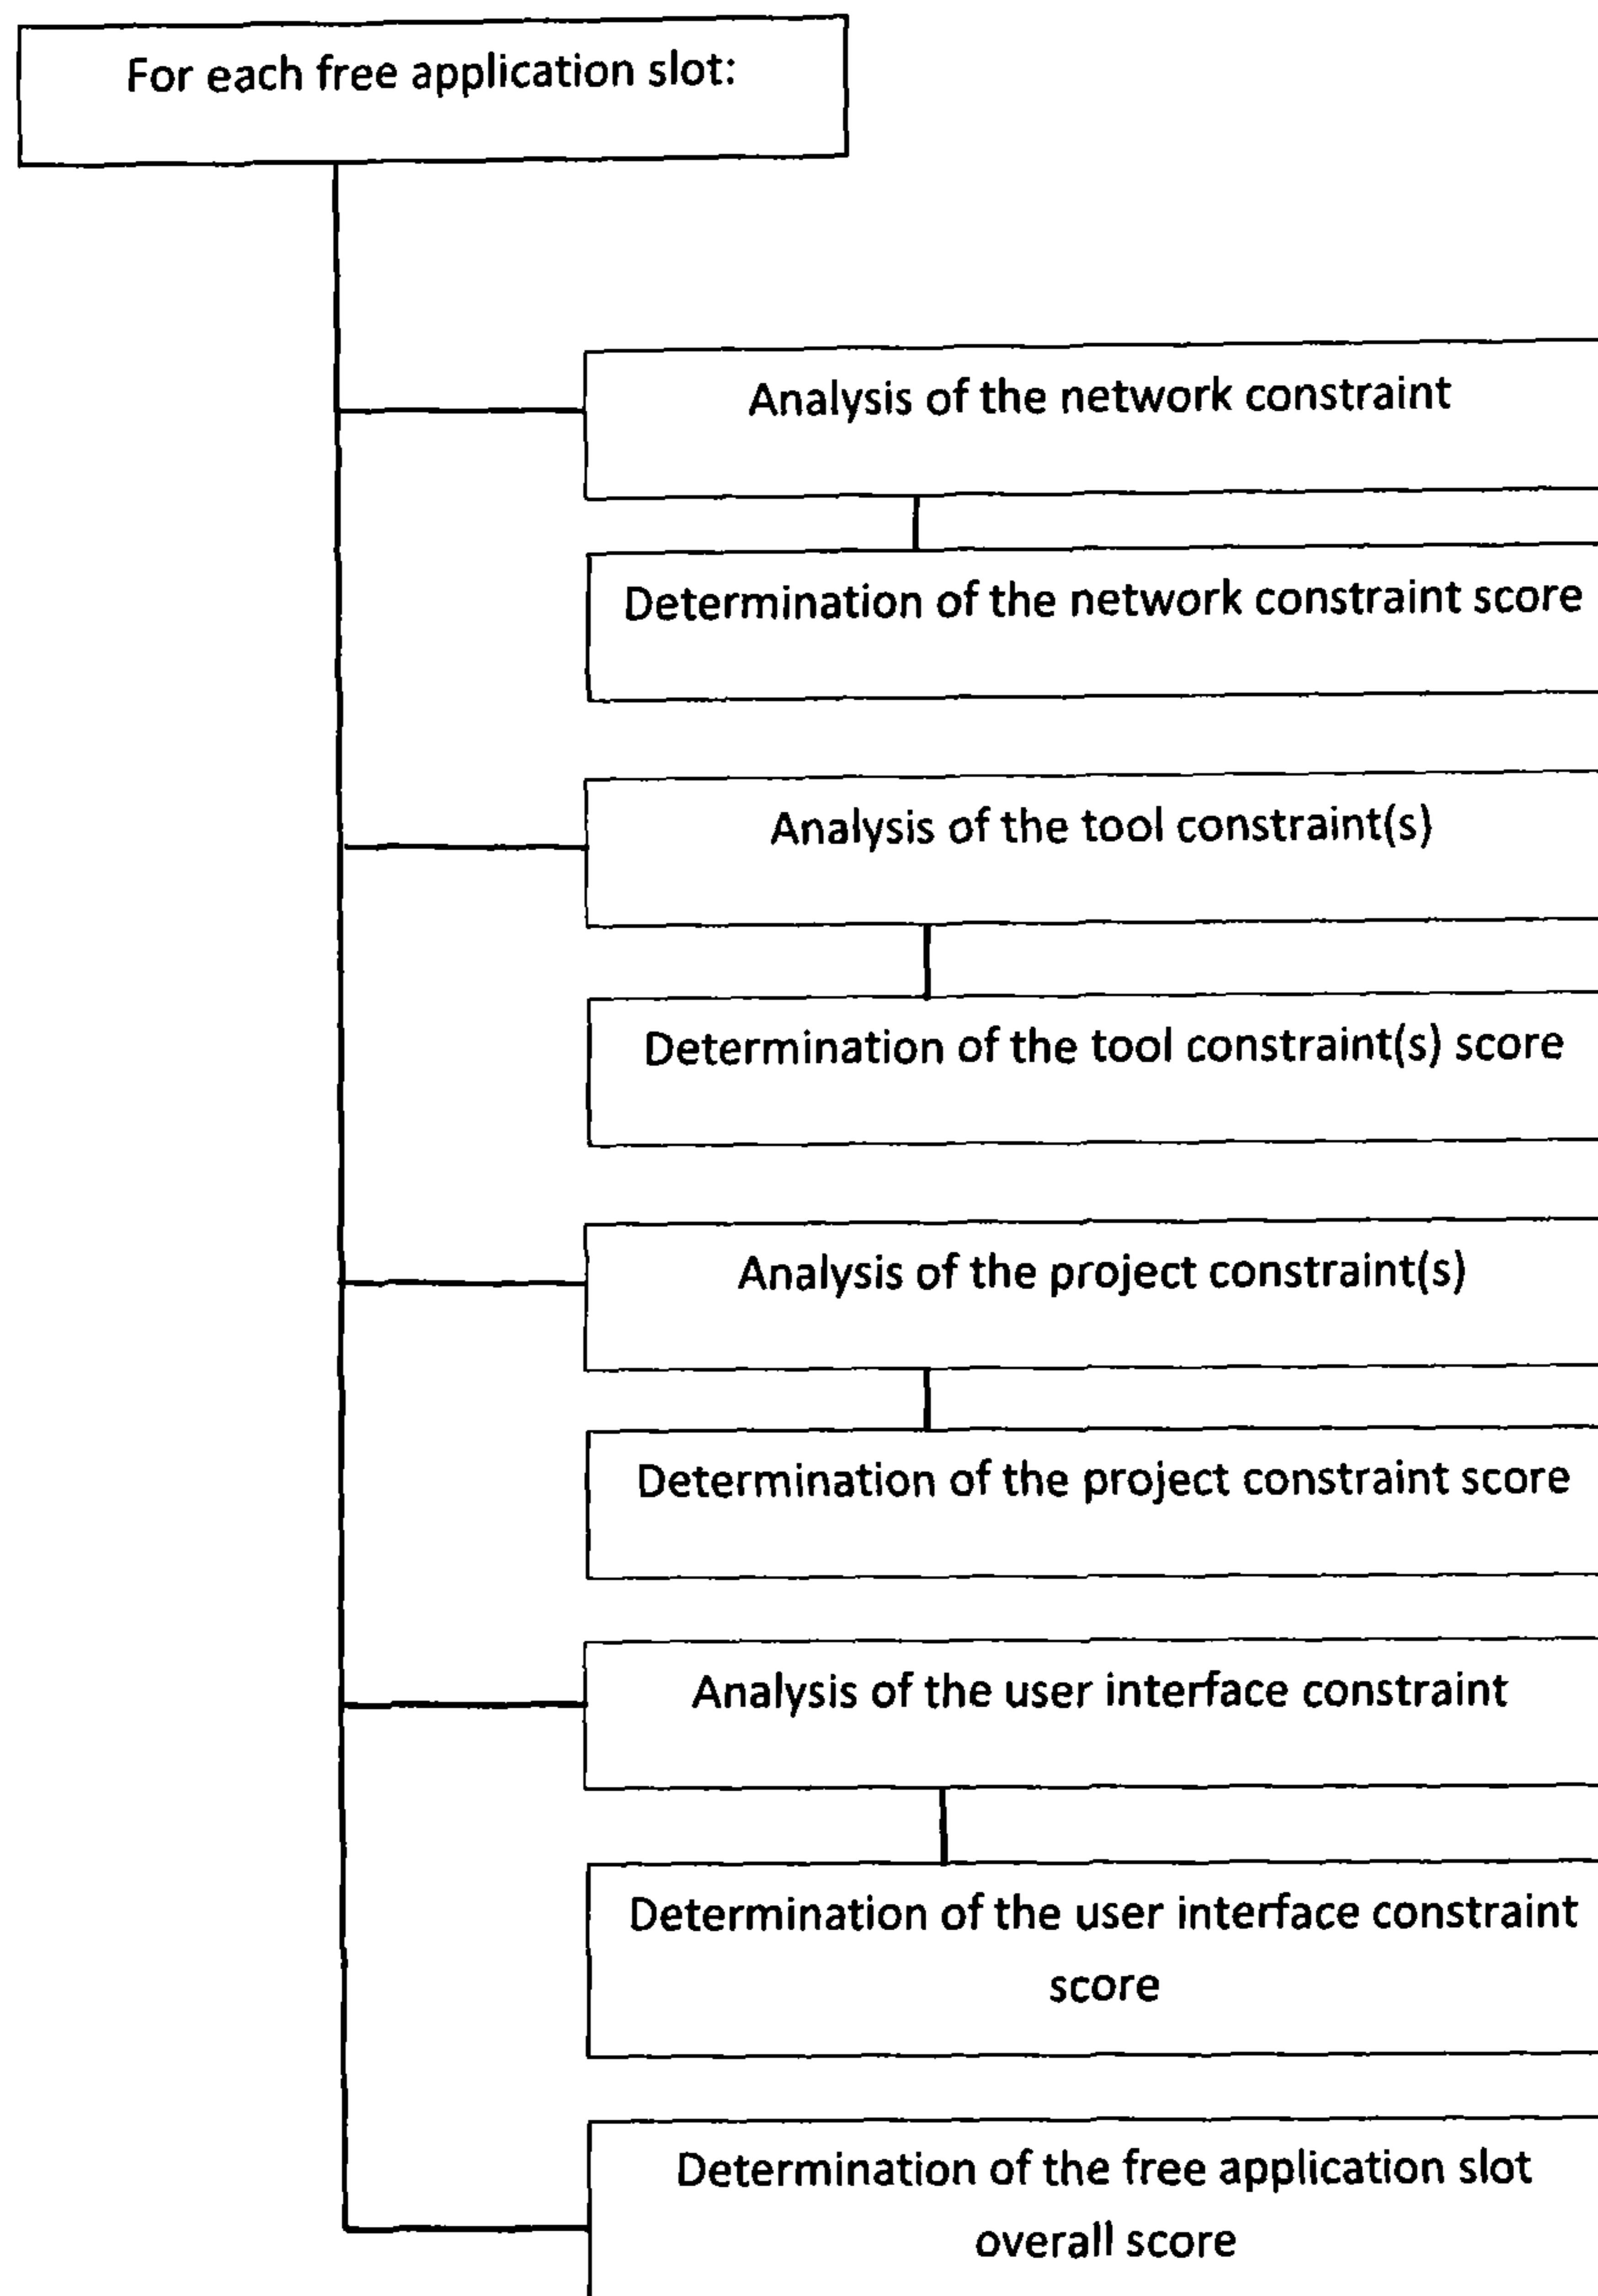 For each free application slot:
Analysis of the network constraint
Determination of the network constraint score
Analysis of the tool constraint(s)
Determination of the tool constraint(s) score
Analysis of the project constraint(s)
Determination of the project constraint score
Analysis of the user interface constraint
Determination of the user interface constraint
score
Determination of the free application slot
overall score